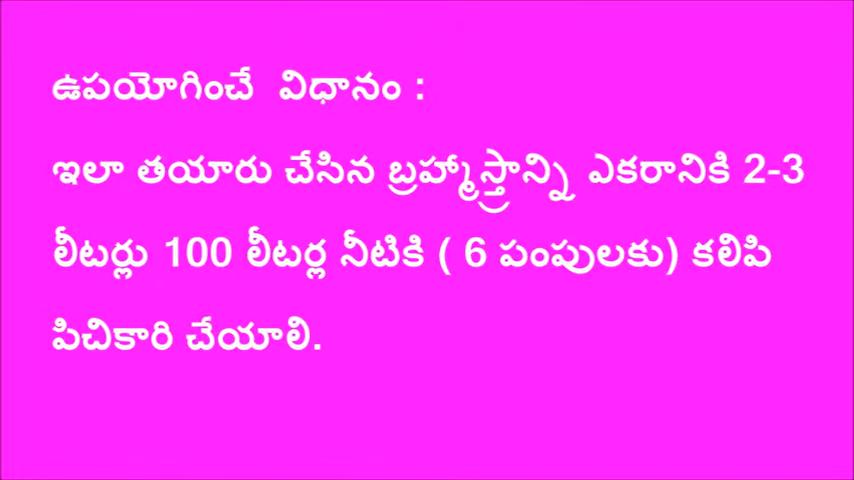 ఉపయోగించే విధానం :
ఇలా తయారు చేసిన బ్రహ్మాస్త్రాన్ని ఎకరానికి 2-3
లీటర్లు 100 లీటర్ల నీటికి ( 6 పంపులకు) కలిపి
పిచికారి చేయాలి.